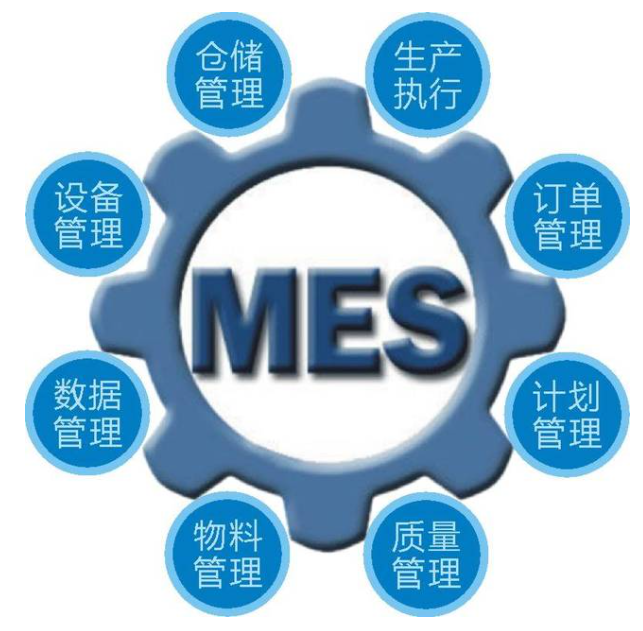 仓储
管理
生产
执行
设备
管理
订单
管理
MES
数据
管理
计划
管理
物料
管理
质量
管理